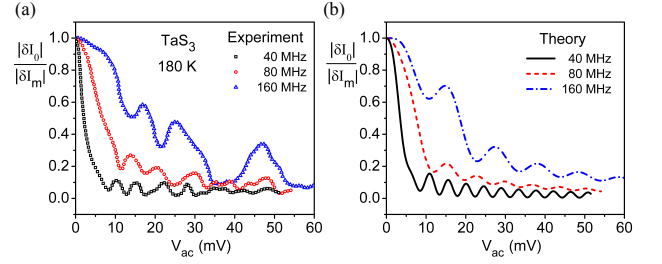 (a)
TaS₃
180 K
Experiment
40 MHz
80 MHz
160 MHz
|δI₀|
|δIₘ|
1.0
0.8
0.6
0.4
0.2
0.0
0 10 20 30 40 50 60
V_ac (mV)
(b)
Theory
40 MHz
80 MHz
160 MHz
|δI₀|
|δIₘ|
1.0
0.8
0.6
0.4
0.2
0.0
0 10 20 30 40 50 60
V_ac (mV)